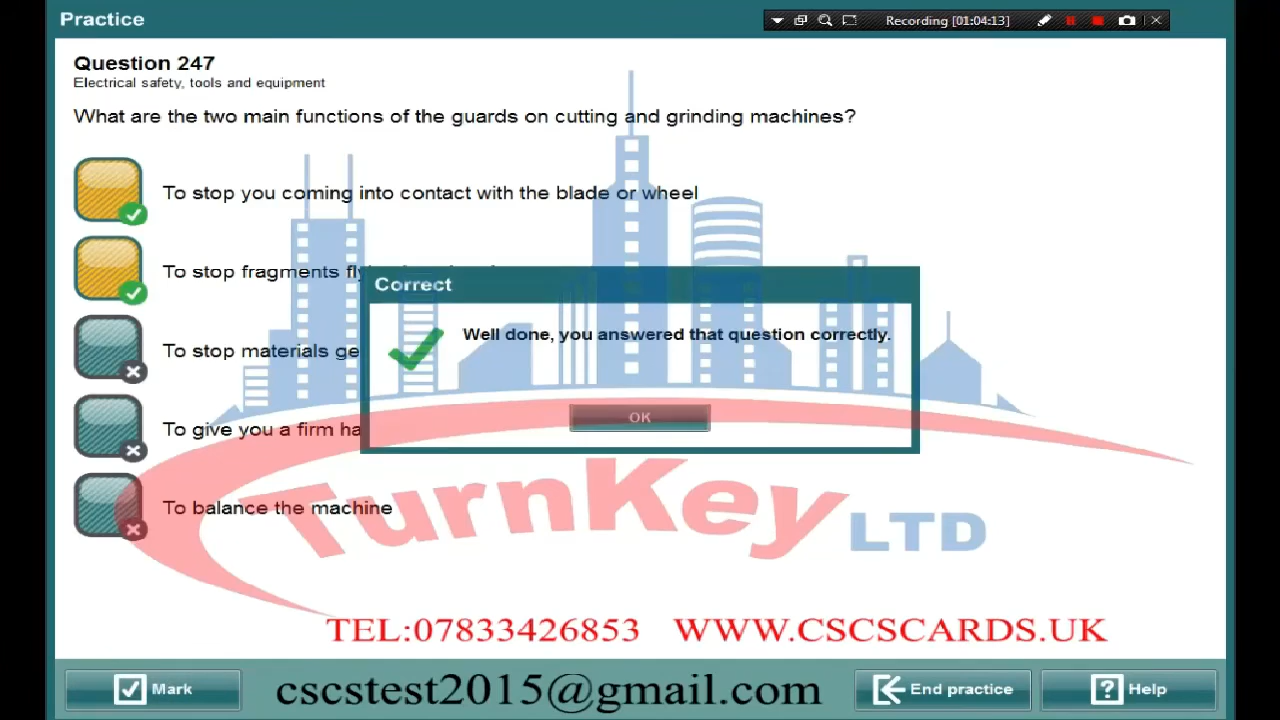 Practice
Recording [01:04:13]
Question 247
Electrical safety, tools and equipment
What are the two main functions of the guards on cutting and grinding machines?
To stop you coming into contact with the blade or wheel
To stop fragments
Correct
Well done, you answered that question correctly.
To stop materials
OK
To give you a firm
To balance the machine
TurnKey LTD
TEL:07833426853 WWW.CSCSCARDS.UK
Mark
cscstest2015@gmail.com
End practice
Help